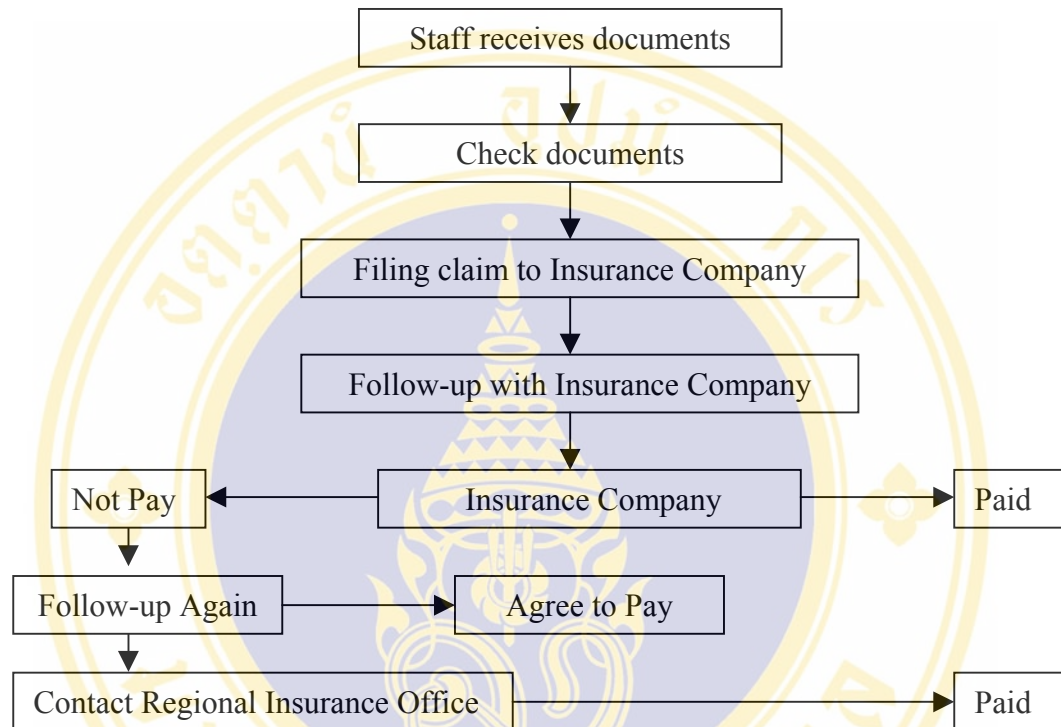 Staff receives documents
Check documents
Filing claim to Insurance Company
Follow-up with Insurance Company
Not Pay
Insurance Company
Paid
Follow-up Again
Agree to Pay
Contact Regional Insurance Office
Paid